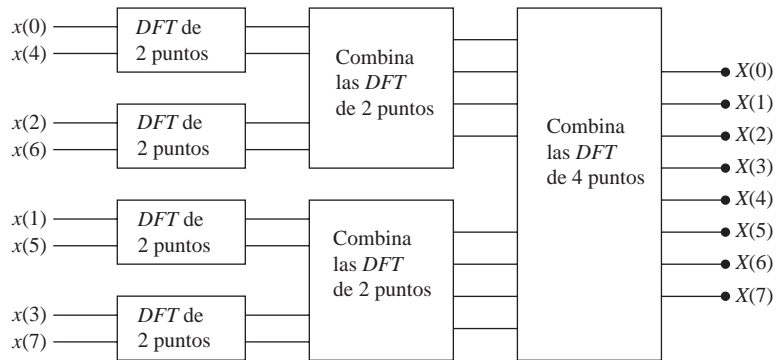 x(0)
x(4)
DFT de
2 puntos
x(2)
x(6)
DFT de
2 puntos
x(1)
x(5)
DFT de
2 puntos
x(3)
x(7)
DFT de
2 puntos
Combina
las DFT
de 2 puntos
Combina
las DFT
de 2 puntos
Combina
las DFT
de 4 puntos
X(0)
X(1)
X(2)
X(3)
X(4)
X(5)
X(6)
X(7)